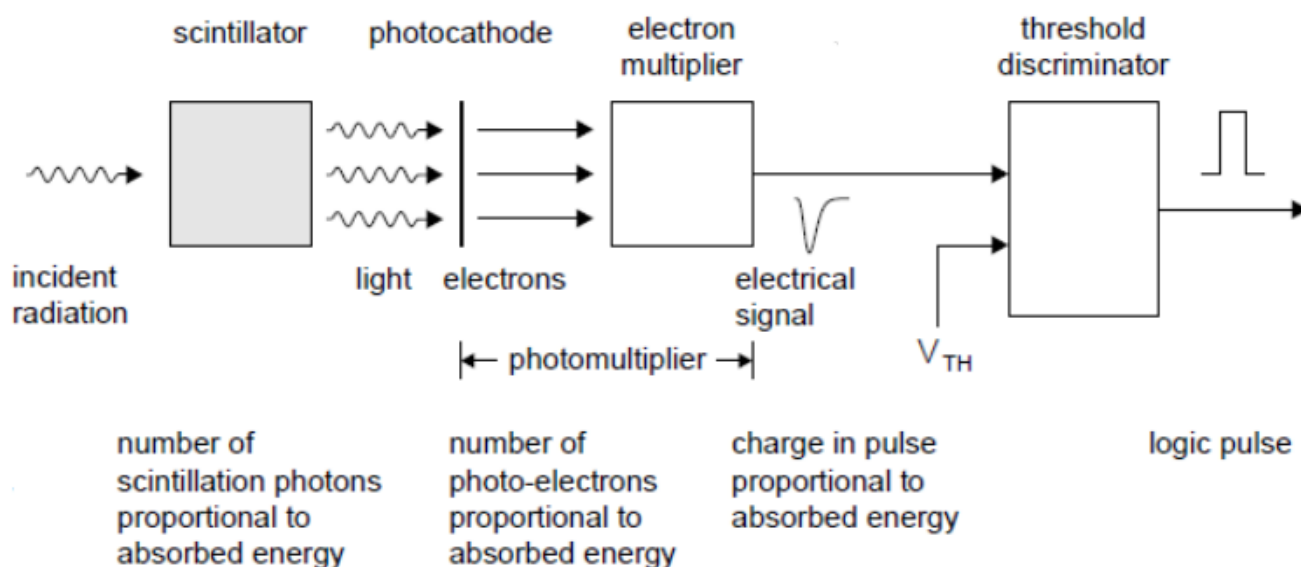 scintillator
photocathode
electron
multiplier
threshold
discriminator
incident
radiation
light
electrons
electrical
signal
V TH
photomultiplier
number of
scintillation photons
proportional to
absorbed energy
number of
photo-electrons
proportional to
absorbed energy
charge in pulse
proportional to
absorbed energy
logic pulse